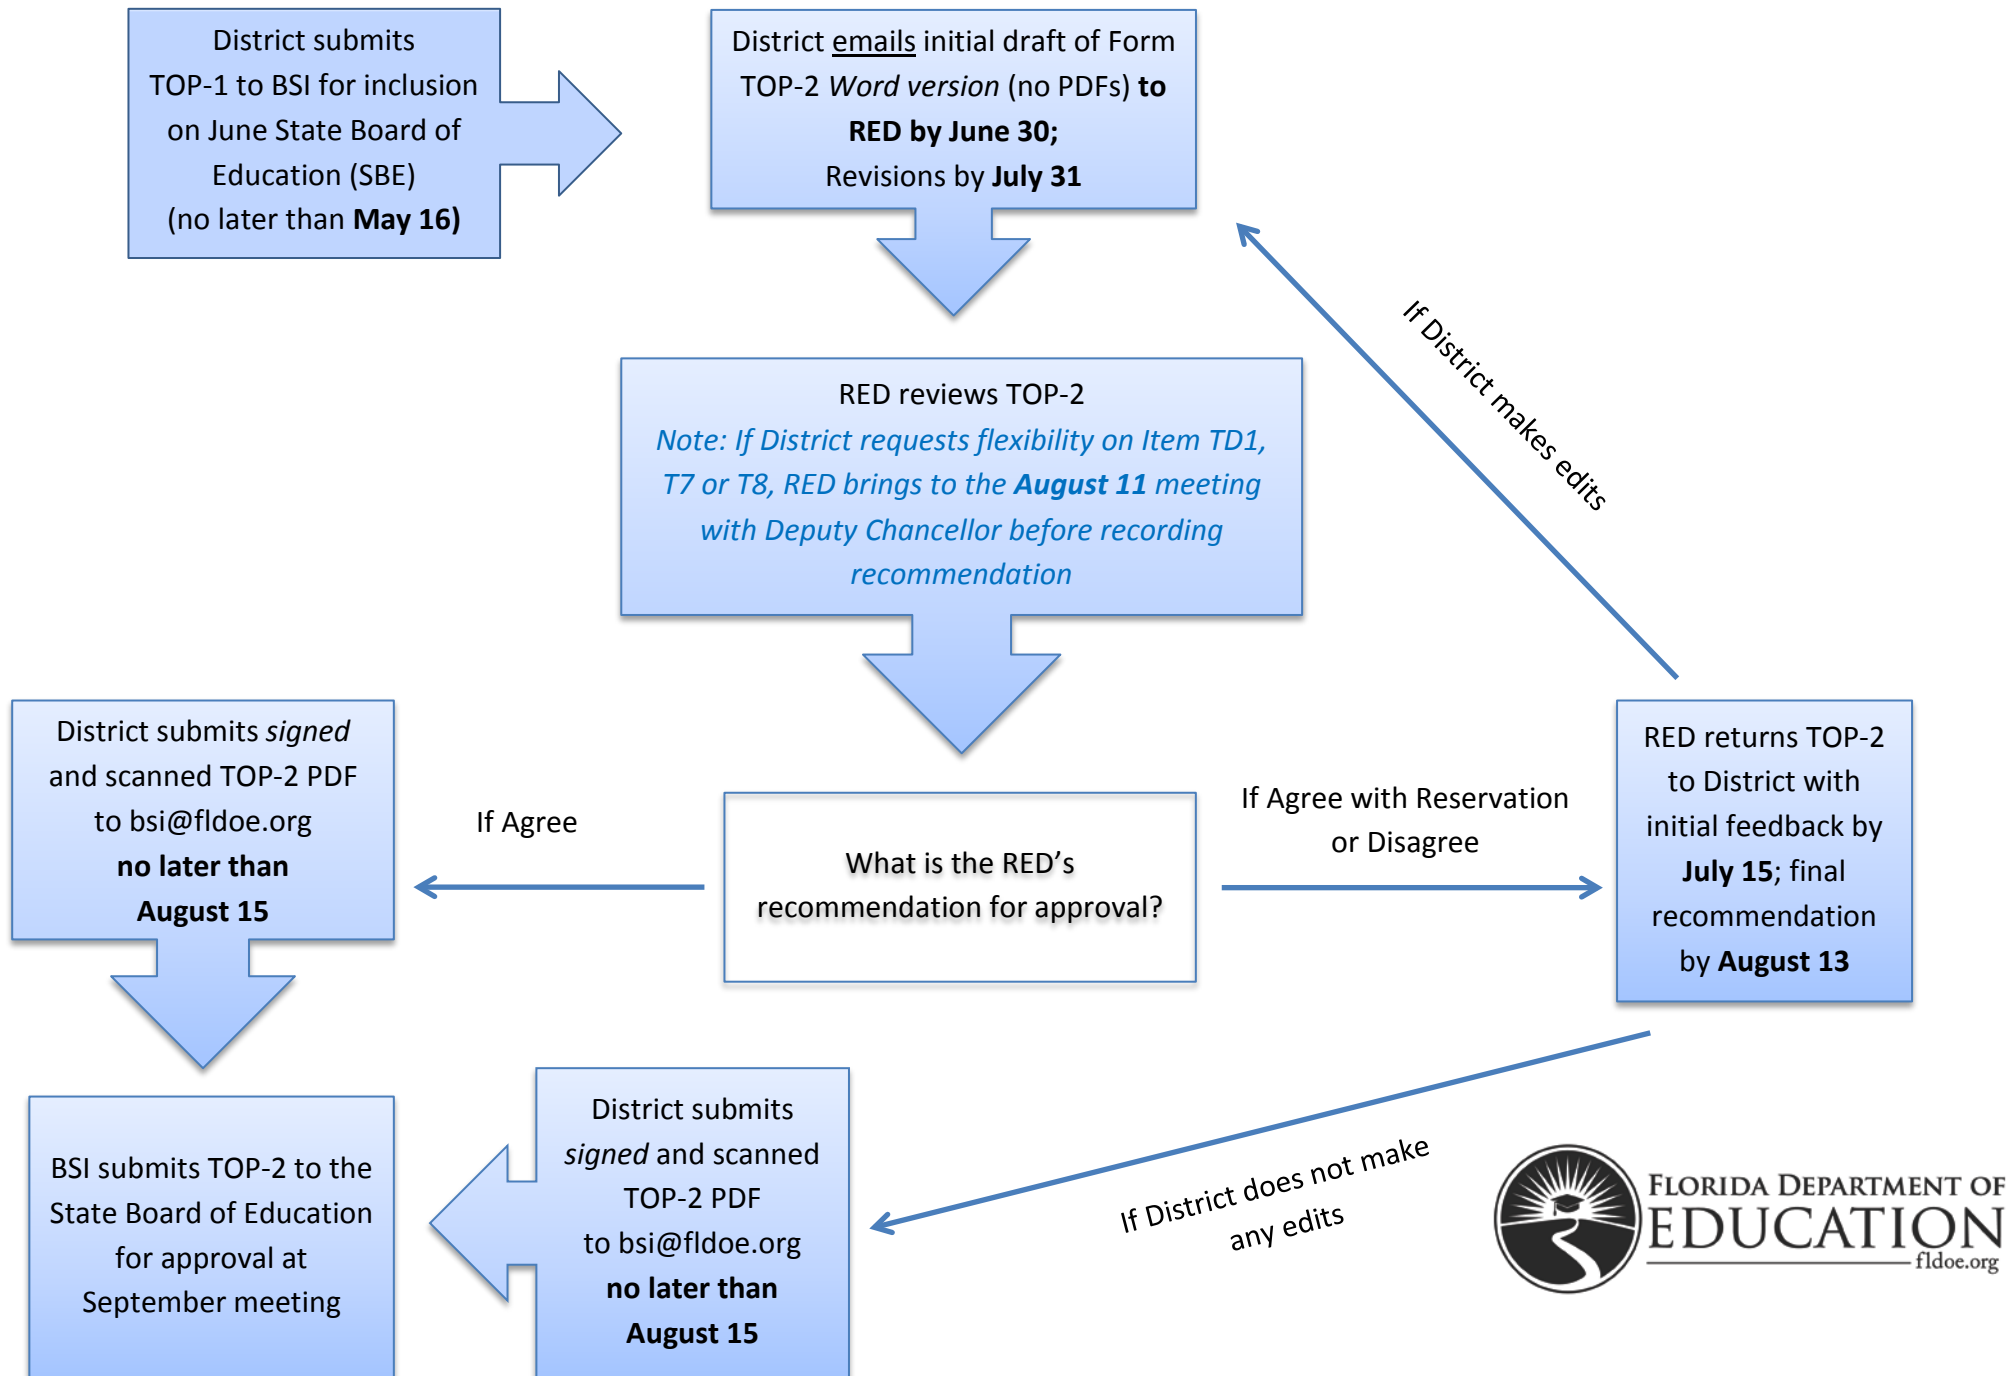 District submits
TOP-1 to BSI for inclusion
on June State Board of
Education (SBE)
(no later than May 16)
District emails initial draft of Form
TOP-2 Word version (no PDFs) to
RED by June 30;
Revisions by July 31
If District makes edits
RED reviews TOP-2
Note: If District requests flexibility on Item TD1,
T7 or T8, RED brings to the August 11 meeting
with Deputy Chancellor before recording
recommendation
District submits signed
and scanned TOP-2 PDF
to bsi@fldoe.org
no later than
August 15
If Agree
What is the RED's
recommendation for approval?
If Agree with Reservation
or Disagree
RED returns TOP-2
to District with
initial feedback by
July 15; final
recommendation
by August 13
BSI submits TOP-2 to the
State Board of Education
for approval at
September meeting
District submits
signed and scanned
TOP-2 PDF
to bsi@fldoe.org
no later than
August 15
If District does not make
any edits
FLORIDA DEPARTMENT OF
EDUCATION
fldoe.org